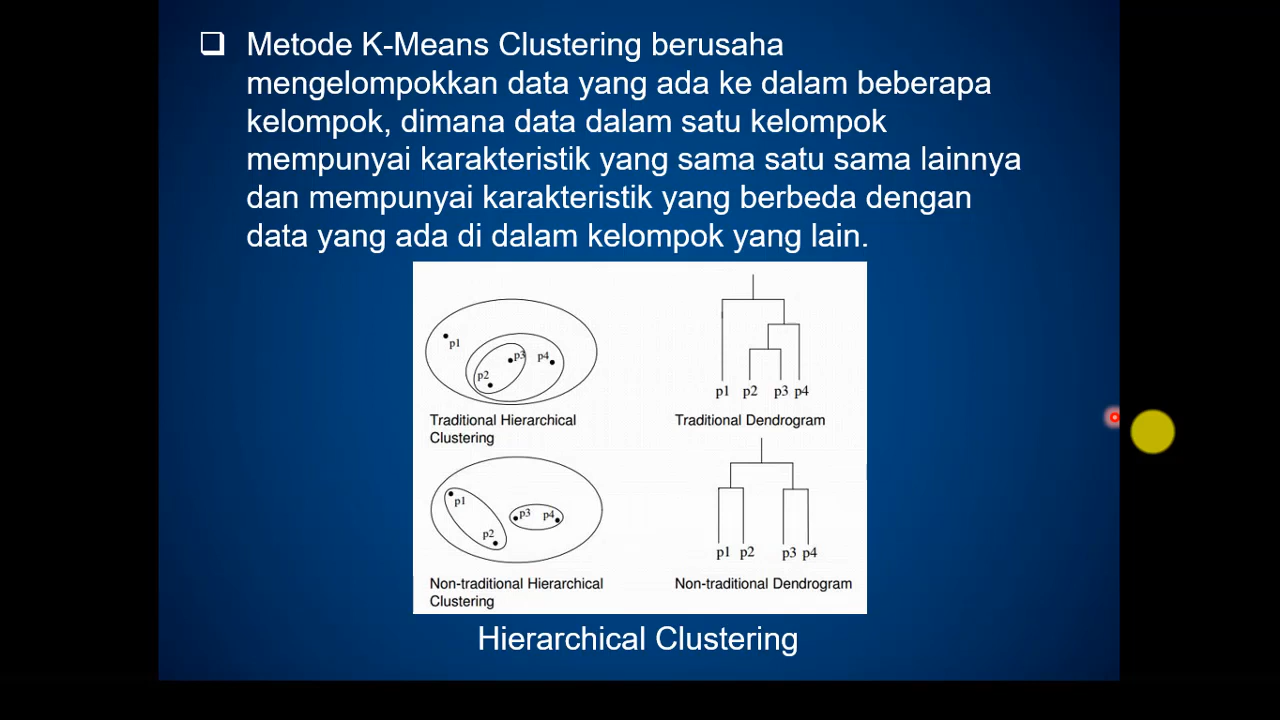 Metode K-Means Clustering berusaha
mengelompokkan data yang ada ke dalam beberapa
kelompok, dimana data dalam satu kelompok
mempunyai karakteristik yang sama satu sama lainnya
dan mempunyai karakteristik yang berbeda dengan
data yang ada di dalam kelompok yang lain.
p1
p3 p4
p2
Traditional Hierarchical
Clustering
p1 p2 p3 p4
Traditional Dendrogram
p1
p3 p4
p2
Non-traditional Hierarchical
Clustering
p1 p2 p3 p4
Non-traditional Dendrogram
Hierarchical Clustering